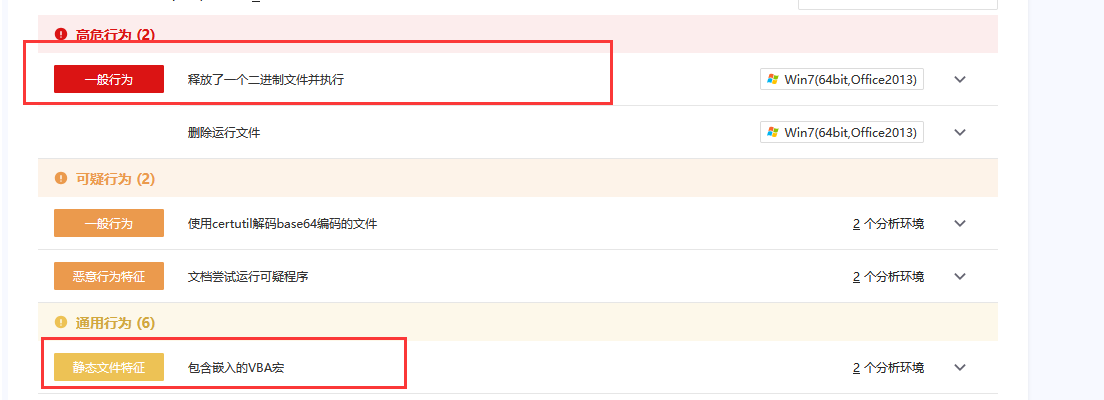 高危行为 (2)
一般行为 释放了一个二进制文件并执行 Win7(64bit,Office2013)
删除运行文件 Win7(64bit,Office2013)
可疑行为 (2)
一般行为 使用certutil解码base64编码的文件 2 个分析环境
恶意行为特征 文档尝试运行可疑程序 2 个分析环境
通用行为 (6)
静态文件特征 包含嵌入的VBA宏 2 个分析环境